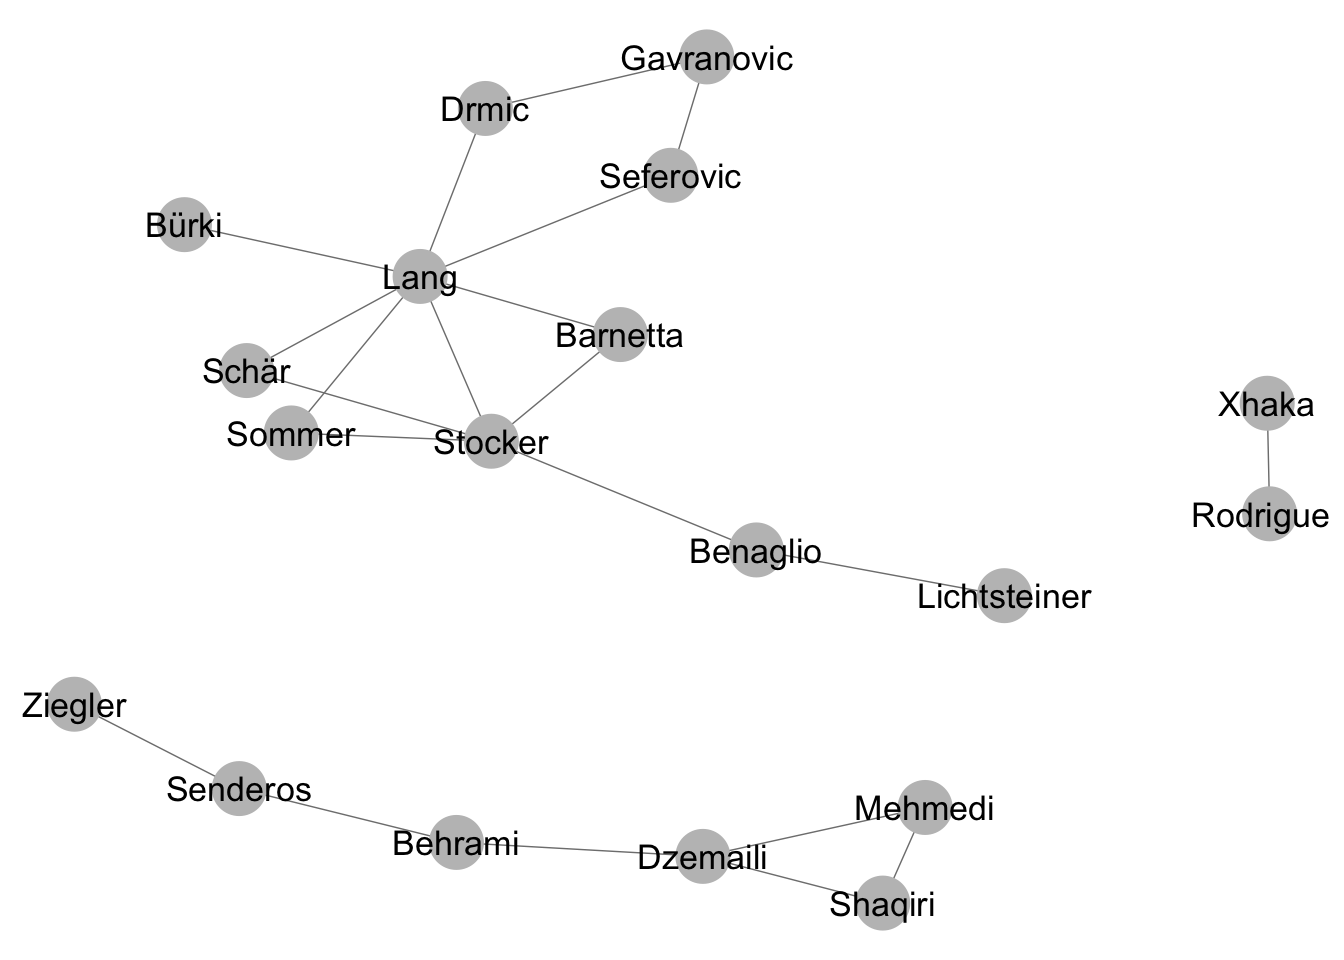 Gavranovic
Drmic
Seferovic
Bürki
Lang
Barnetta
Schär
Xhaka
Sommer
Stocker
Rodrigue
Benaglio
Lichtsteiner
Ziegler
Senderos
Mehmedi
Behrami
Dzemaili
Shaqiri